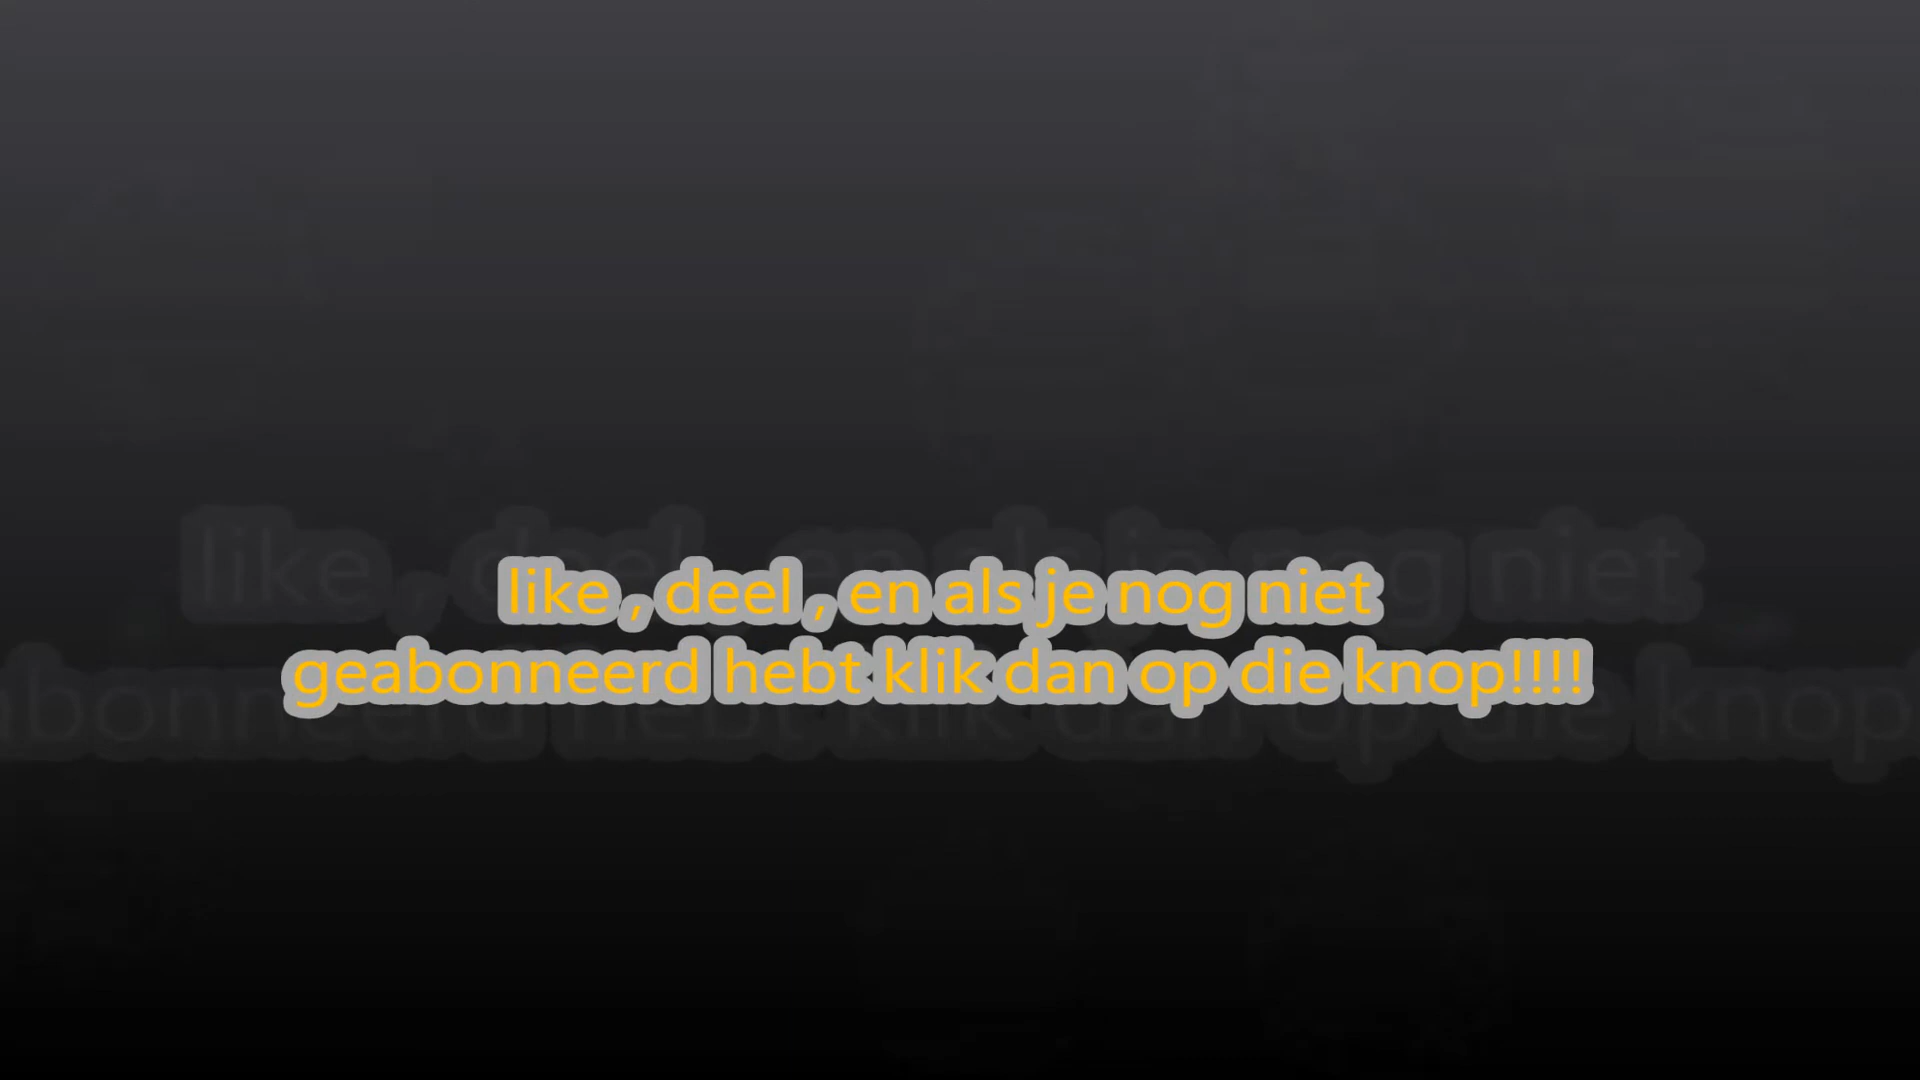 like , deel , en als je nog niet
geabonneerd hebt klik dan op die knop!!!!